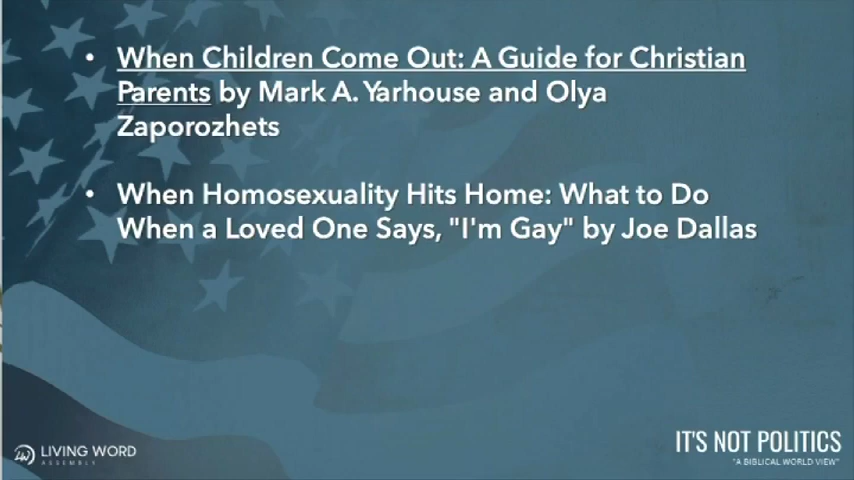 • When Children Come Out: A Guide for Christian
Parents by Mark A. Yarhouse and Olya
Zaporozhets
• When Homosexuality Hits Home: What to Do
When a Loved One Says, "I'm Gay" by Joe Dallas
LIVING WORD
ASSEMBLY
IT'S NOT POLITICS
"A BIBLICAL WORLD VIEW"